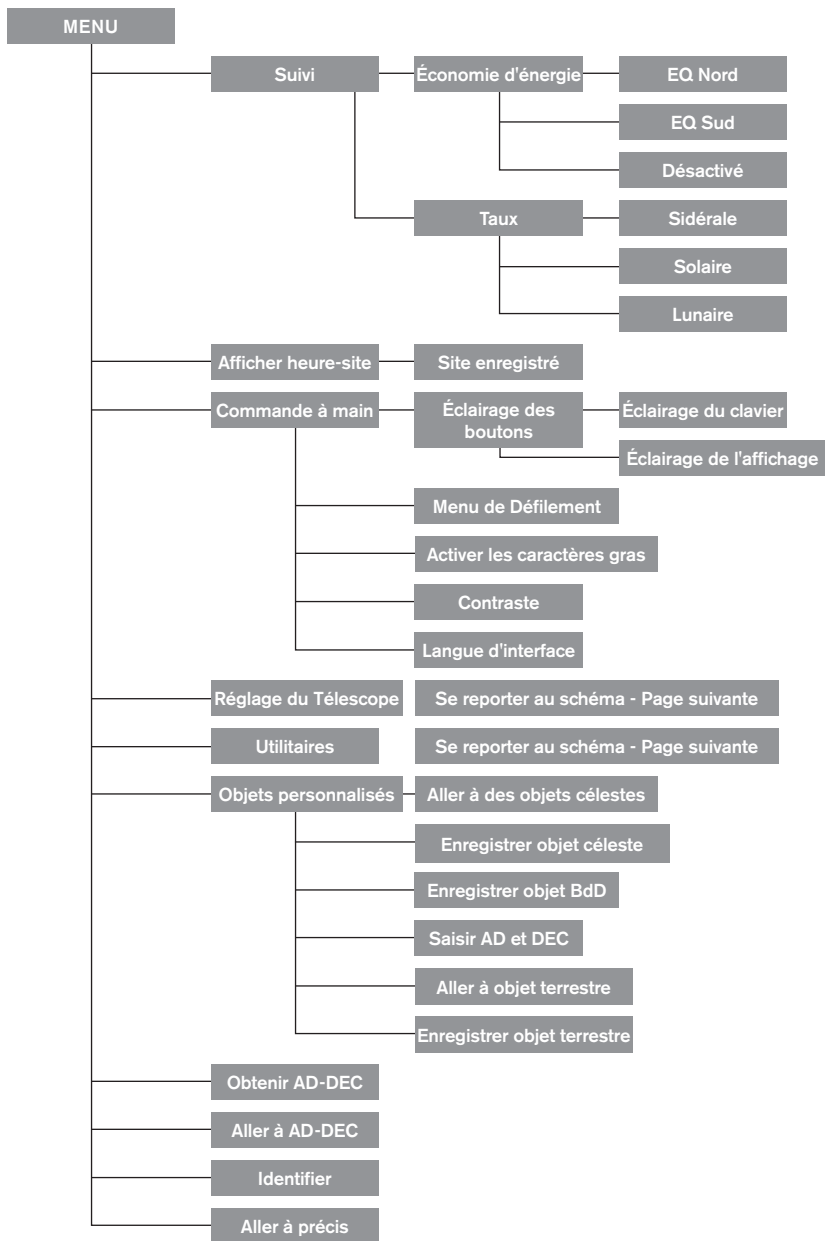 MENU
Suivi
Économie d'énergie
EQ Nord
EQ Sud
Désactivé
Taux
Sidérale
Solaire
Lunaire
Afficher heure-site
Site enregistré
Commande à main
Éclairage des
boutons
Éclairage du clavier
Éclairage de l'affichage
Menu de Défilement
Activer les caractères gras
Contraste
Langue d'interface
Réglage du Télescope
Se reporter au schéma - Page suivante
Utilitaires
Se reporter au schéma - Page suivante
Objets personnalisés
Aller à des objets célestes
Enregistrer objet céleste
Enregistrer objet BdD
Saisir AD et DEC
Aller à objet terrestre
Enregistrer objet terrestre
Obtenir AD-DEC
Aller à AD-DEC
Identifier
Aller à précis